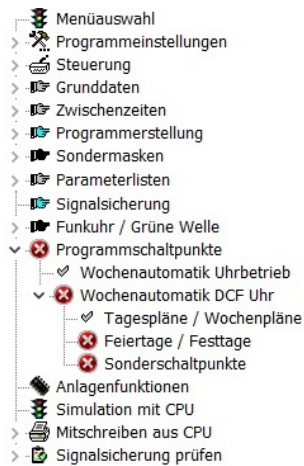 Menüauswahl
Programmeinstellungen
Steuerung
Grunddaten
Zwischenzeiten
Programmerstellung
Sondermasken
Parameterlisten
Signalsicherung
Funkuhr / Grüne Welle
Programmschaltpunkte
Wochenautomatik Uhrbetrieb
Wochenautomatik DCF Uhr
Tagespläne / Wochenpläne
Feiertage / Festtage
Sonderschaltpunkte
Anlagenfunktionen
Simulation mit CPU
Mitschreiben aus CPU
Signalsicherung prüfen